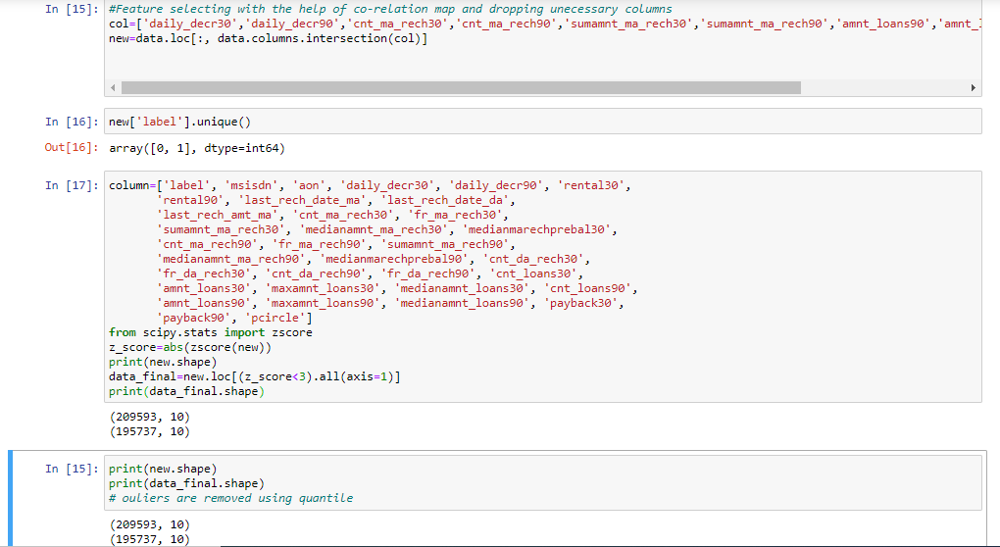 In [15]: #Feature selecting with the help of co-relation map and dropping unecessary columns
col=['daily_decr30','daily_decr90','cnt_ma_rech30','cnt_ma_rech90','sumamnt_ma_rech30','sumamnt_ma_rech90','amnt_loans90','amnt_
new=data.loc[:, data.columns.intersection(col)]
In [16]: new['label'].unique()
Out[16]: array([0, 1], dtype=int64)
In [17]: column=['label', 'msisdn', 'aon', 'daily_decr30', 'daily_decr90', 'rental30',
'rental90', 'last_rech_date_ma', 'last_rech_date_da',
'last_rech_amt_ma', 'cnt_ma_rech30', 'fr_ma_rech30',
'sumamnt_ma_rech30', 'medianamnt_ma_rech30', 'medianmarechprebal30',
'cnt_ma_rech90', 'fr_ma_rech90', 'sumamnt_ma_rech90',
'medianamnt_ma_rech90', 'medianmarechprebal90', 'cnt_da_rech30',
'fr_da_rech30', 'cnt_da_rech90', 'fr_da_rech90', 'cnt_loans30',
'amnt_loans30', 'maxamnt_loans30', 'medianamnt_loans30', 'cnt_loans90',
'amnt_loans90', 'maxamnt_loans90', 'medianamnt_loans90', 'payback30',
'payback90', 'pcircle']
from scipy.stats import zscore
z_score=abs(zscore(new))
print(new.shape)
data_final=new.loc[(z_score<3).all(axis=1)]
print(data_final.shape)
(209593, 10)
(195737, 10)
In [15]: print(new.shape)
print(data_final.shape)
# ouliers are removed using quantile
(209593, 10)
(195737, 10)